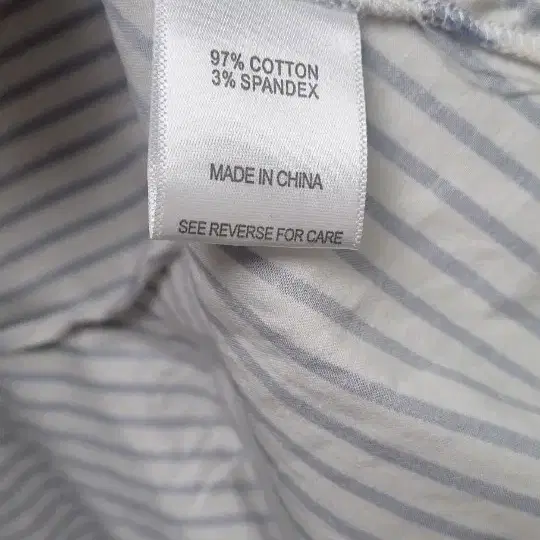 97% COTTON
3% SPANDEX
MADE IN CHINA
SEE REVERSE FOR CARE